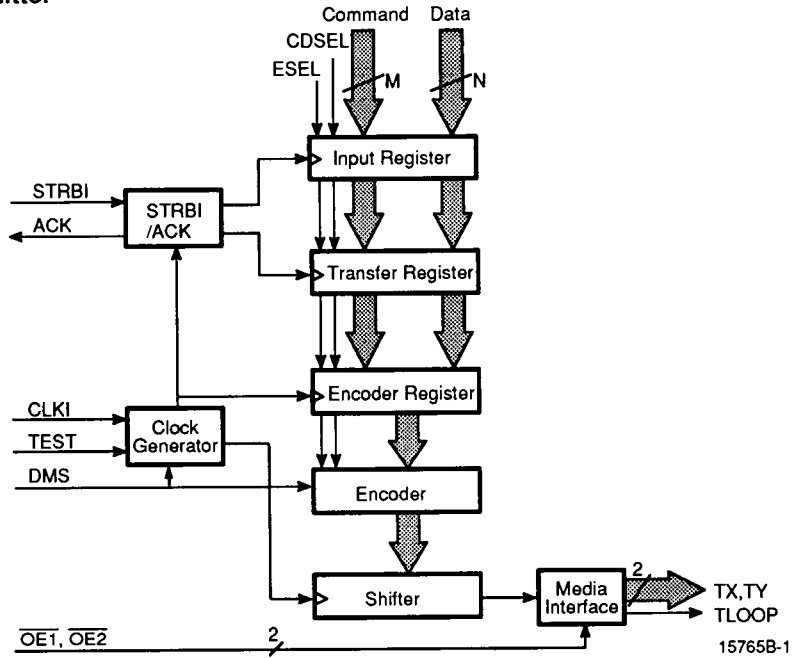 Command Data
CDSEL
ESEL
M
N
Input Register
STRBI
STRBI
/ACK
ACK
Transfer Register
Encoder Register
CLKI
Clock
Generator
TEST
DMS
Encoder
Shifter
Media
Interface
2
TX,TY
TLOOP
OE1, OE2
2
15765B-1